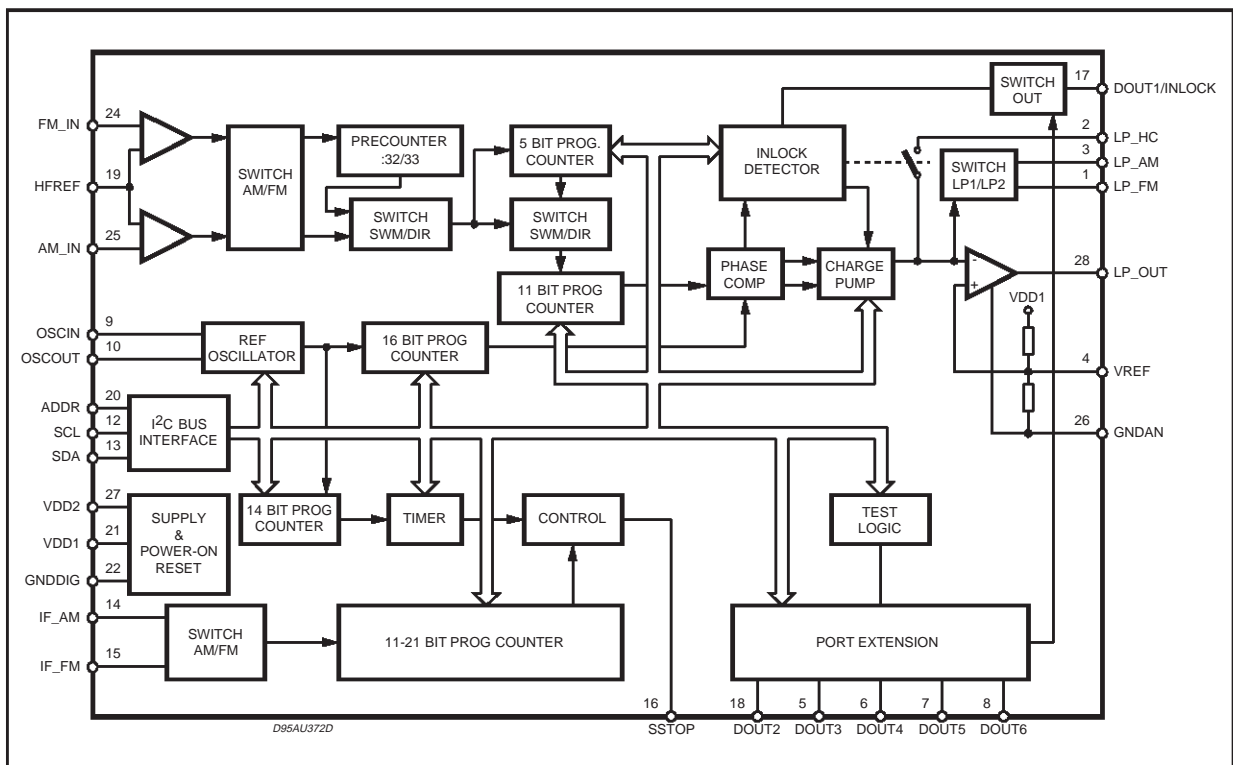 FM_IN
24
HFREF
19
AM_IN
25
SWITCH
AM/FM
PRECOUNTER
:32/33
SWITCH
SWM/DIR
5 BIT PROG.
COUNTER
SWITCH
SWM/DIR
11 BIT PROG
COUNTER
INLOCK
DETECTOR
PHASE
COMP
CHARGE
PUMP
SWITCH
OUT
17
DOUT1/INLOCK
2
LP_HC
3
LP_AM
1
LP_FM
SWITCH
LP1/LP2
-
+
28
LP_OUT
VDD1
4
VREF
26
GNDAN
OSCIN
9
OSCOUT
10
REF
OSCILLATOR
16 BIT PROG
COUNTER
ADDR
20
SCL
12
SDA
13
I²C BUS
INTERFACE
VDD2
27
VDD1
21
GNDDIG
22
SUPPLY
&
POWER-ON
RESET
14 BIT PROG
COUNTER
TIMER
CONTROL
TEST
LOGIC
IF_AM
14
IF_FM
15
SWITCH
AM/FM
11-21 BIT PROG COUNTER
PORT EXTENSION
16
SSTOP
18
DOUT2
5
DOUT3
6
DOUT4
7
DOUT5
8
DOUT6
D95AU372D